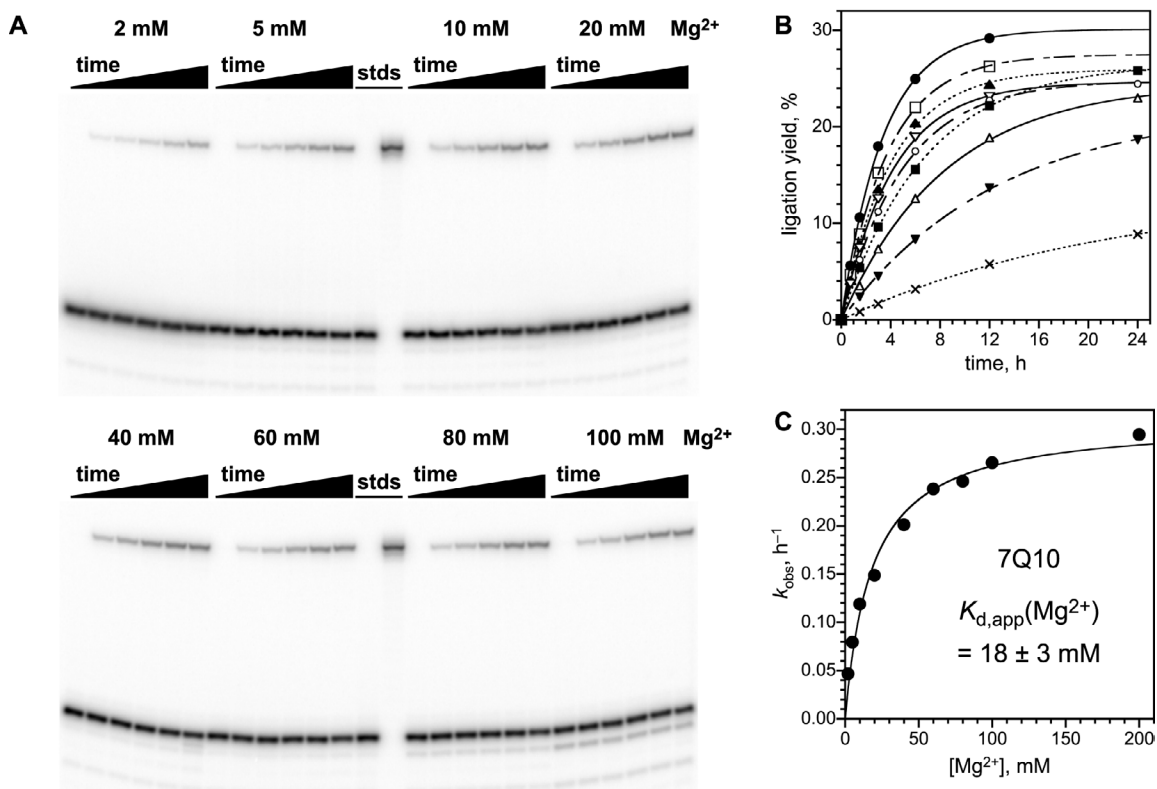 A
2 mM 5 mM 10 mM 20 mM Mg²⁺
time time stds time time
40 mM 60 mM 80 mM 100 mM Mg²⁺
time time stds time time
B
ligation yield, %
30
20
10
0
0 4 8 12 16 20 24
time, h
C
kobs, h⁻¹
0.30
0.25
0.20
0.15
0.10
0.05
0.00
7Q10
Kd,app(Mg²⁺)
= 18 ± 3 mM
0 50 100 150 200
[Mg²⁺], mM